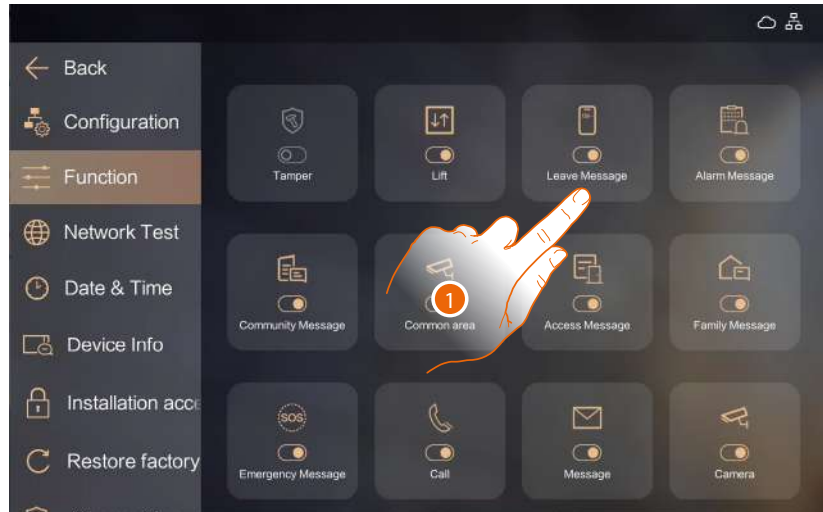 Back
Configuration
Function
Network Test
Date & Time
Device Info
Installation acce
Restore factory
Tamper
Lift
Leave Message
Alarm Message
Community Message
Common area
Access Message
Family Message
1
SOS
Emergency Message
Call
Message
Camera